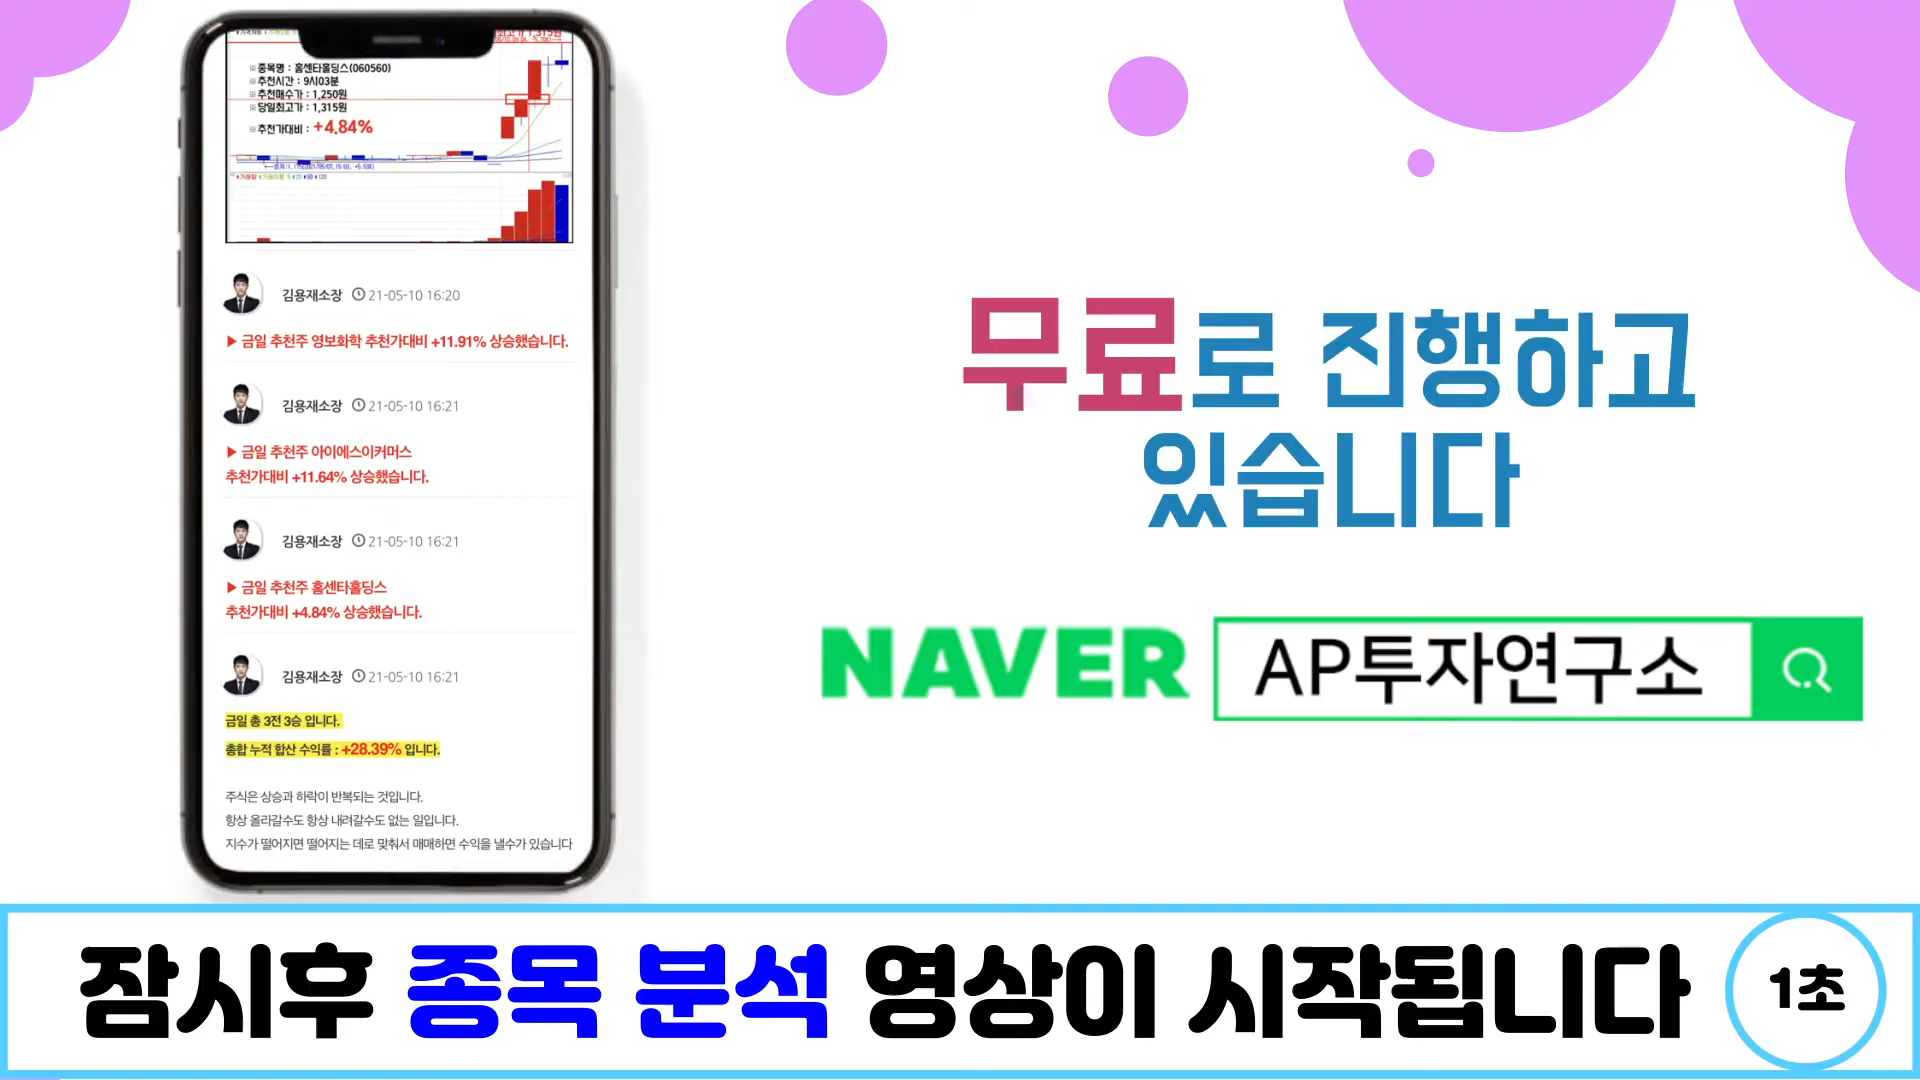 ※종목명 : 홈센타홀딩스(060560)
※추천시간 : 9시03분
※추천매수가 : 1,250원
※당일최고가 : 1,315원
※추천가대비 : +4.84%
김용재소장 21-05-10 16:20
▶ 금일 추천주 영보화학 추천가대비 +11.91% 상승했습니다.
김용재소장 21-05-10 16:21
▶ 금일 추천주 아이에스이커머스
추천가대비 +11.64% 상승했습니다.
김용재소장 21-05-10 16:21
▶ 금일 추천주 홈센타홀딩스
추천가대비 +4.84% 상승했습니다.
김용재소장 21-05-10 16:21
금일 총 3전 3승 입니다.
총합 누적 합산 수익률 : +28.39% 입니다.
주식은 상승과 하락이 반복되는 것입니다.
항상 올라갈수도 항상 내려갈수도 없는 일입니다.
지수가 떨어지면 떨어지는 데로 맞춰서 매매하면 수익을 낼수가 있습니다
무료로 진행하고
있습니다
NAVER AP투자연구소
잠시후 종목 분석 영상이 시작됩니다 1초